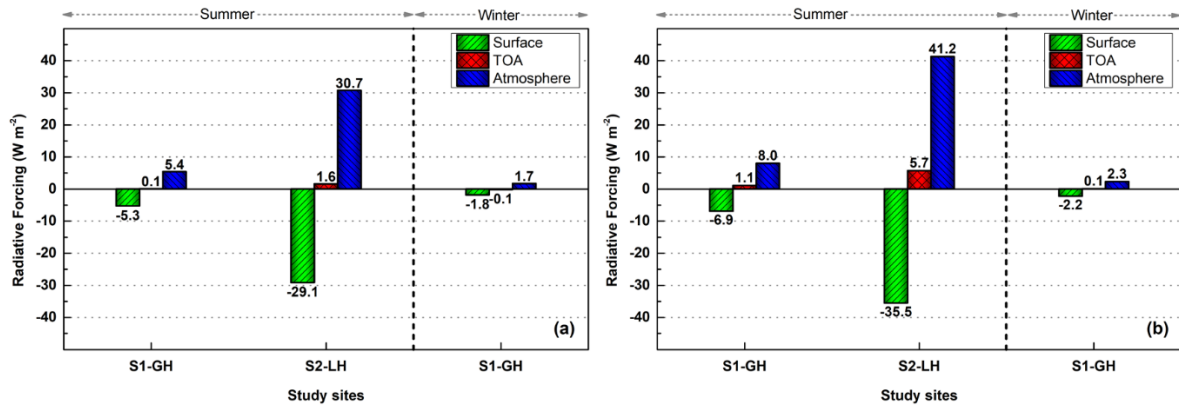 Summer Winter
Surface
TOA
Atmosphere
Radiative Forcing (W m-2)
40
30
20
10
0
-10
-20
-30
-40
5.4
0.1
-5.3
30.7
1.6
-29.1
1.7
-1.8
-0.1
(a)
S1-GH S2-LH S1-GH
Study sites
Summer Winter
Surface
TOA
Atmosphere
Radiative Forcing (W m-2)
40
30
20
10
0
-10
-20
-30
-40
8.0
1.1
-6.9
41.2
5.7
-35.5
2.3
0.1
-2.2
(b)
S1-GH S2-LH S1-GH
Study sites